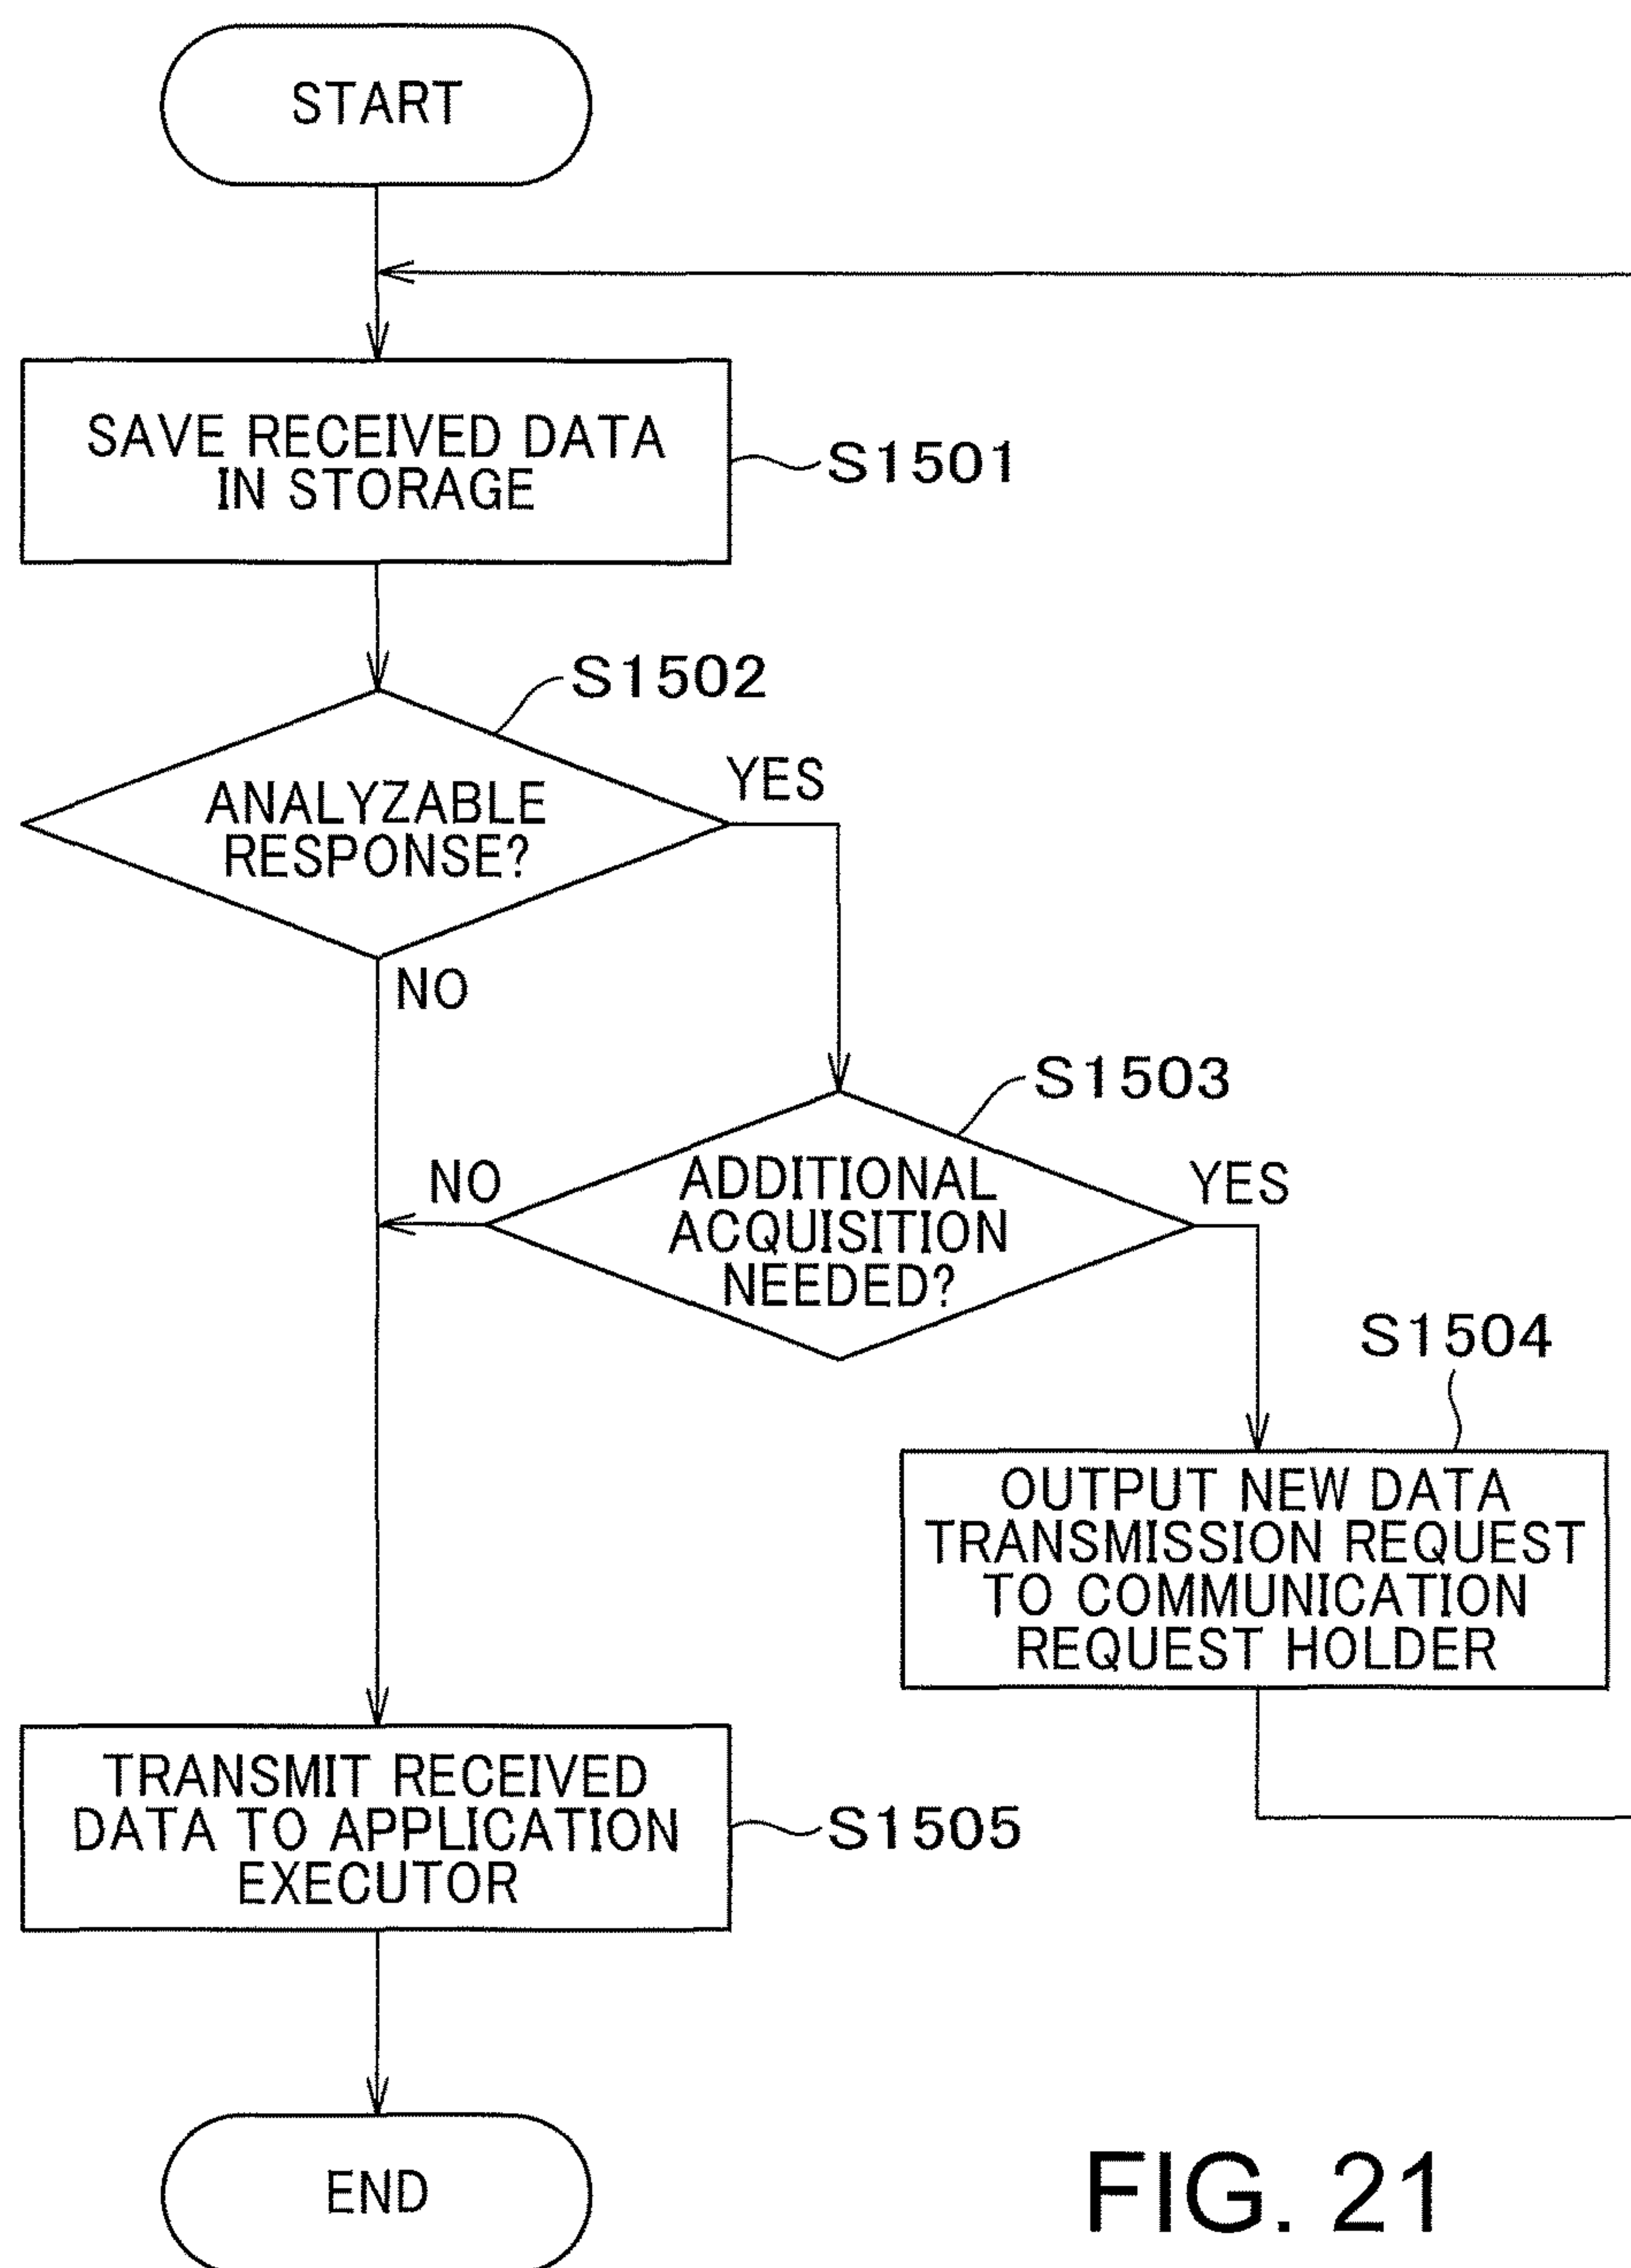 START
SAVE RECEIVED DATA
IN STORAGE
S1501
S1502
ANALYZABLE
RESPONSE?
YES
NO
S1503
ADDITIONAL
ACQUISITION
NEEDED?
NO
YES
S1504
OUTPUT NEW DATA
TRANSMISSION REQUEST
TO COMMUNICATION
REQUEST HOLDER
TRANSMIT RECEIVED
DATA TO APPLICATION
EXECUTOR
S1505
END
FIG. 21